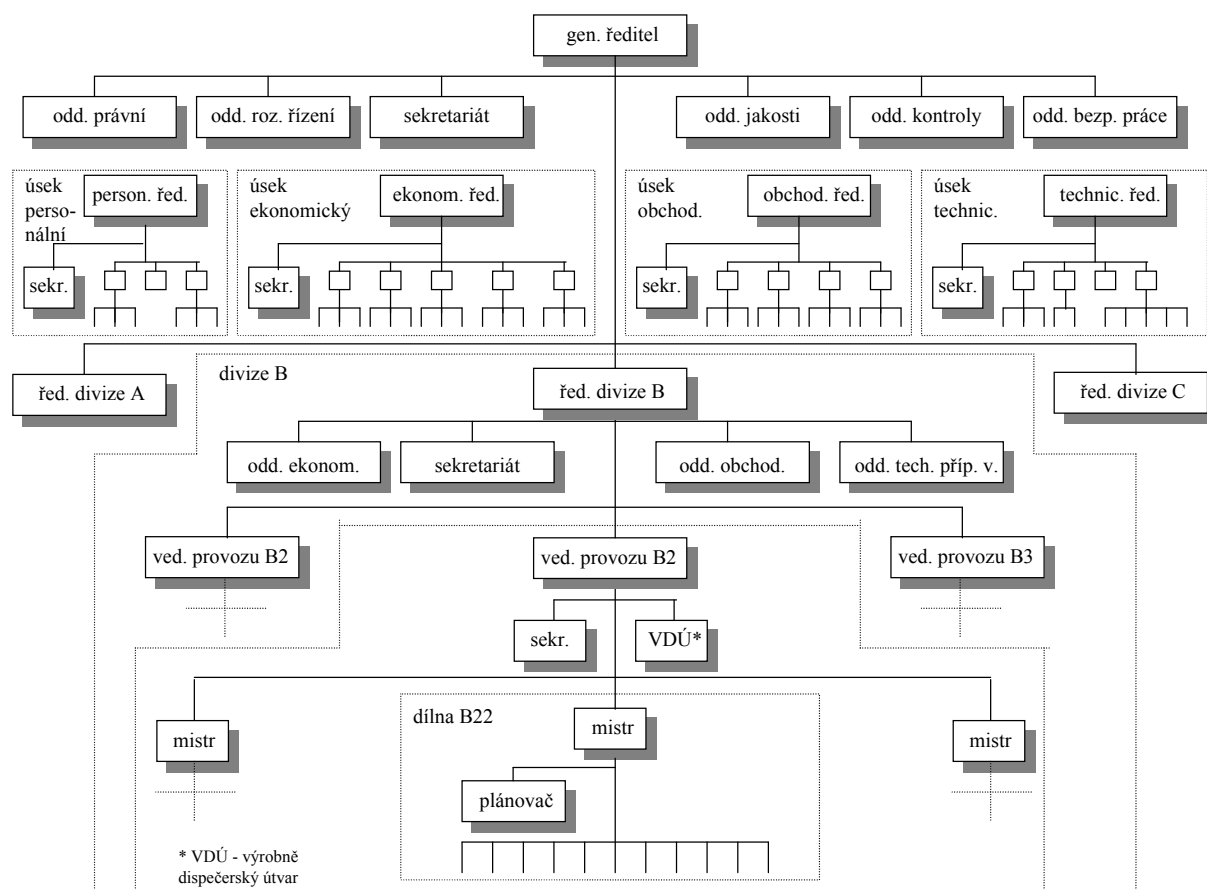 gen. ředitel
odd. právní
odd. roz. řízení
sekretariát
odd. jakosti
odd. kontroly
odd. bezp. práce
úsek
perso-
nální
person. řed.
sekr.
úsek
ekonomický
ekonom. řed.
sekr.
úsek
obchod.
obchod. řed.
sekr.
úsek
technic.
technic. řed.
sekr.
řed. divize A
divize B
řed. divize B
řed. divize C
odd. ekonom.
sekretariát
odd. obchod.
odd. tech. příp. v.
ved. provozu B2
ved. provozu B2
ved. provozu B3
sekr.
VDÚ*
mistr
dílna B22
mistr
mistr
plánovač
* VDÚ - výrobně
dispečerský útvar